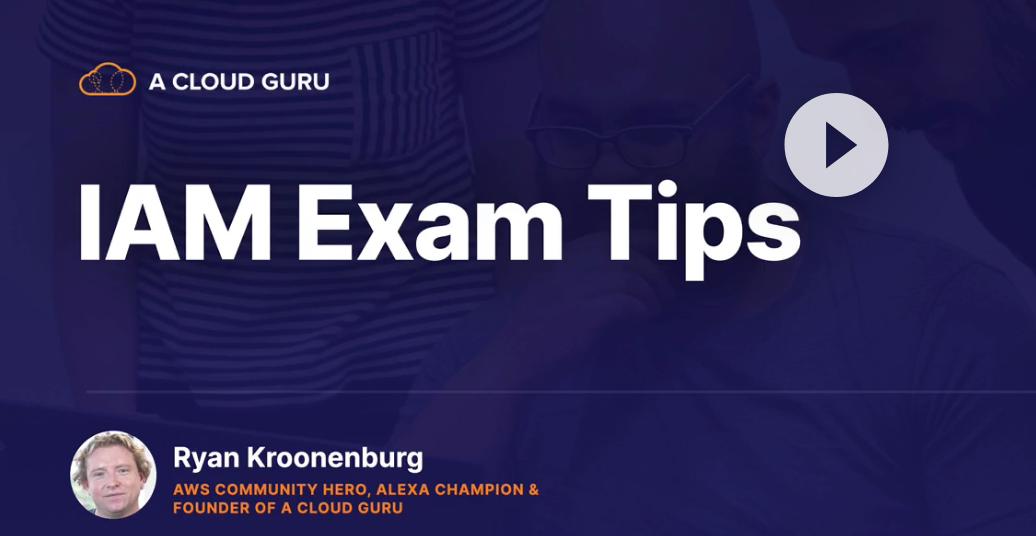 A CLOUD GURU
IAM Exam Tips
Ryan Kroonenburg
AWS COMMUNITY HERO, ALEXA CHAMPION &
FOUNDER OF A CLOUD GURU